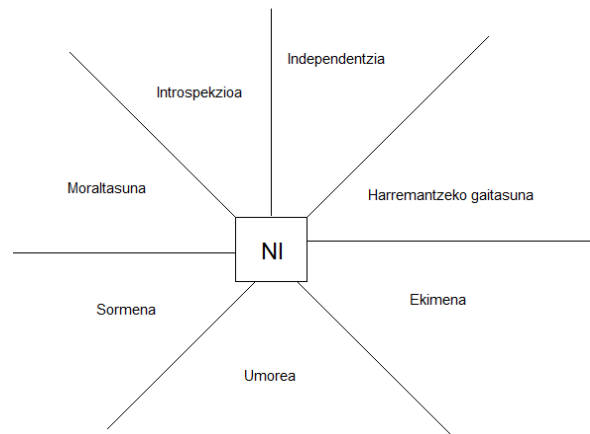 Independentzia
Introspekzioa
Moraltasuna
Harremantzeko gaitasuna
NI
Ekimena
Sormena
Umorea